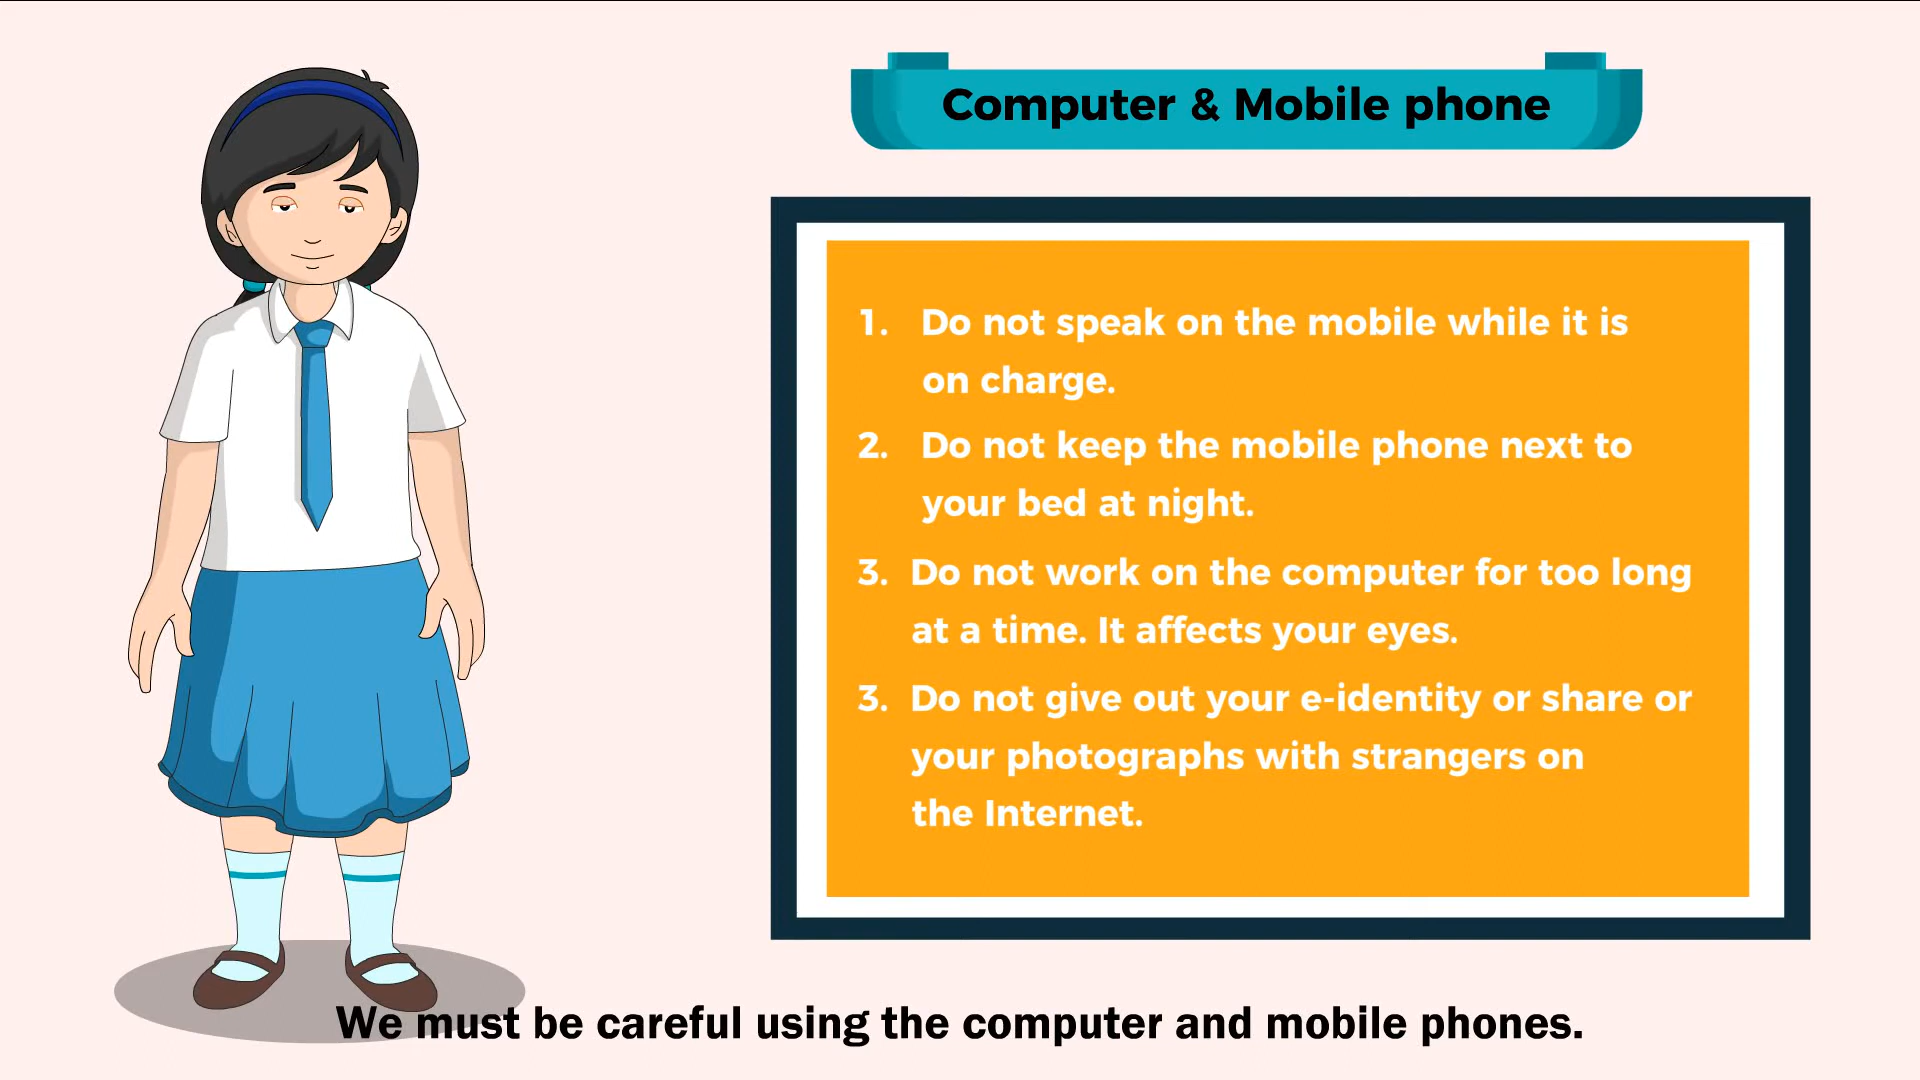 Computer & Mobile phone
1. Do not speak on the mobile while it is
on charge.
2. Do not keep the mobile phone next to
your bed at night.
3. Do not work on the computer for too long
at a time. It affects your eyes.
3. Do not give out your e-identity or share or
your photographs with strangers on
the Internet.
We must be careful using the computer and mobile phones.